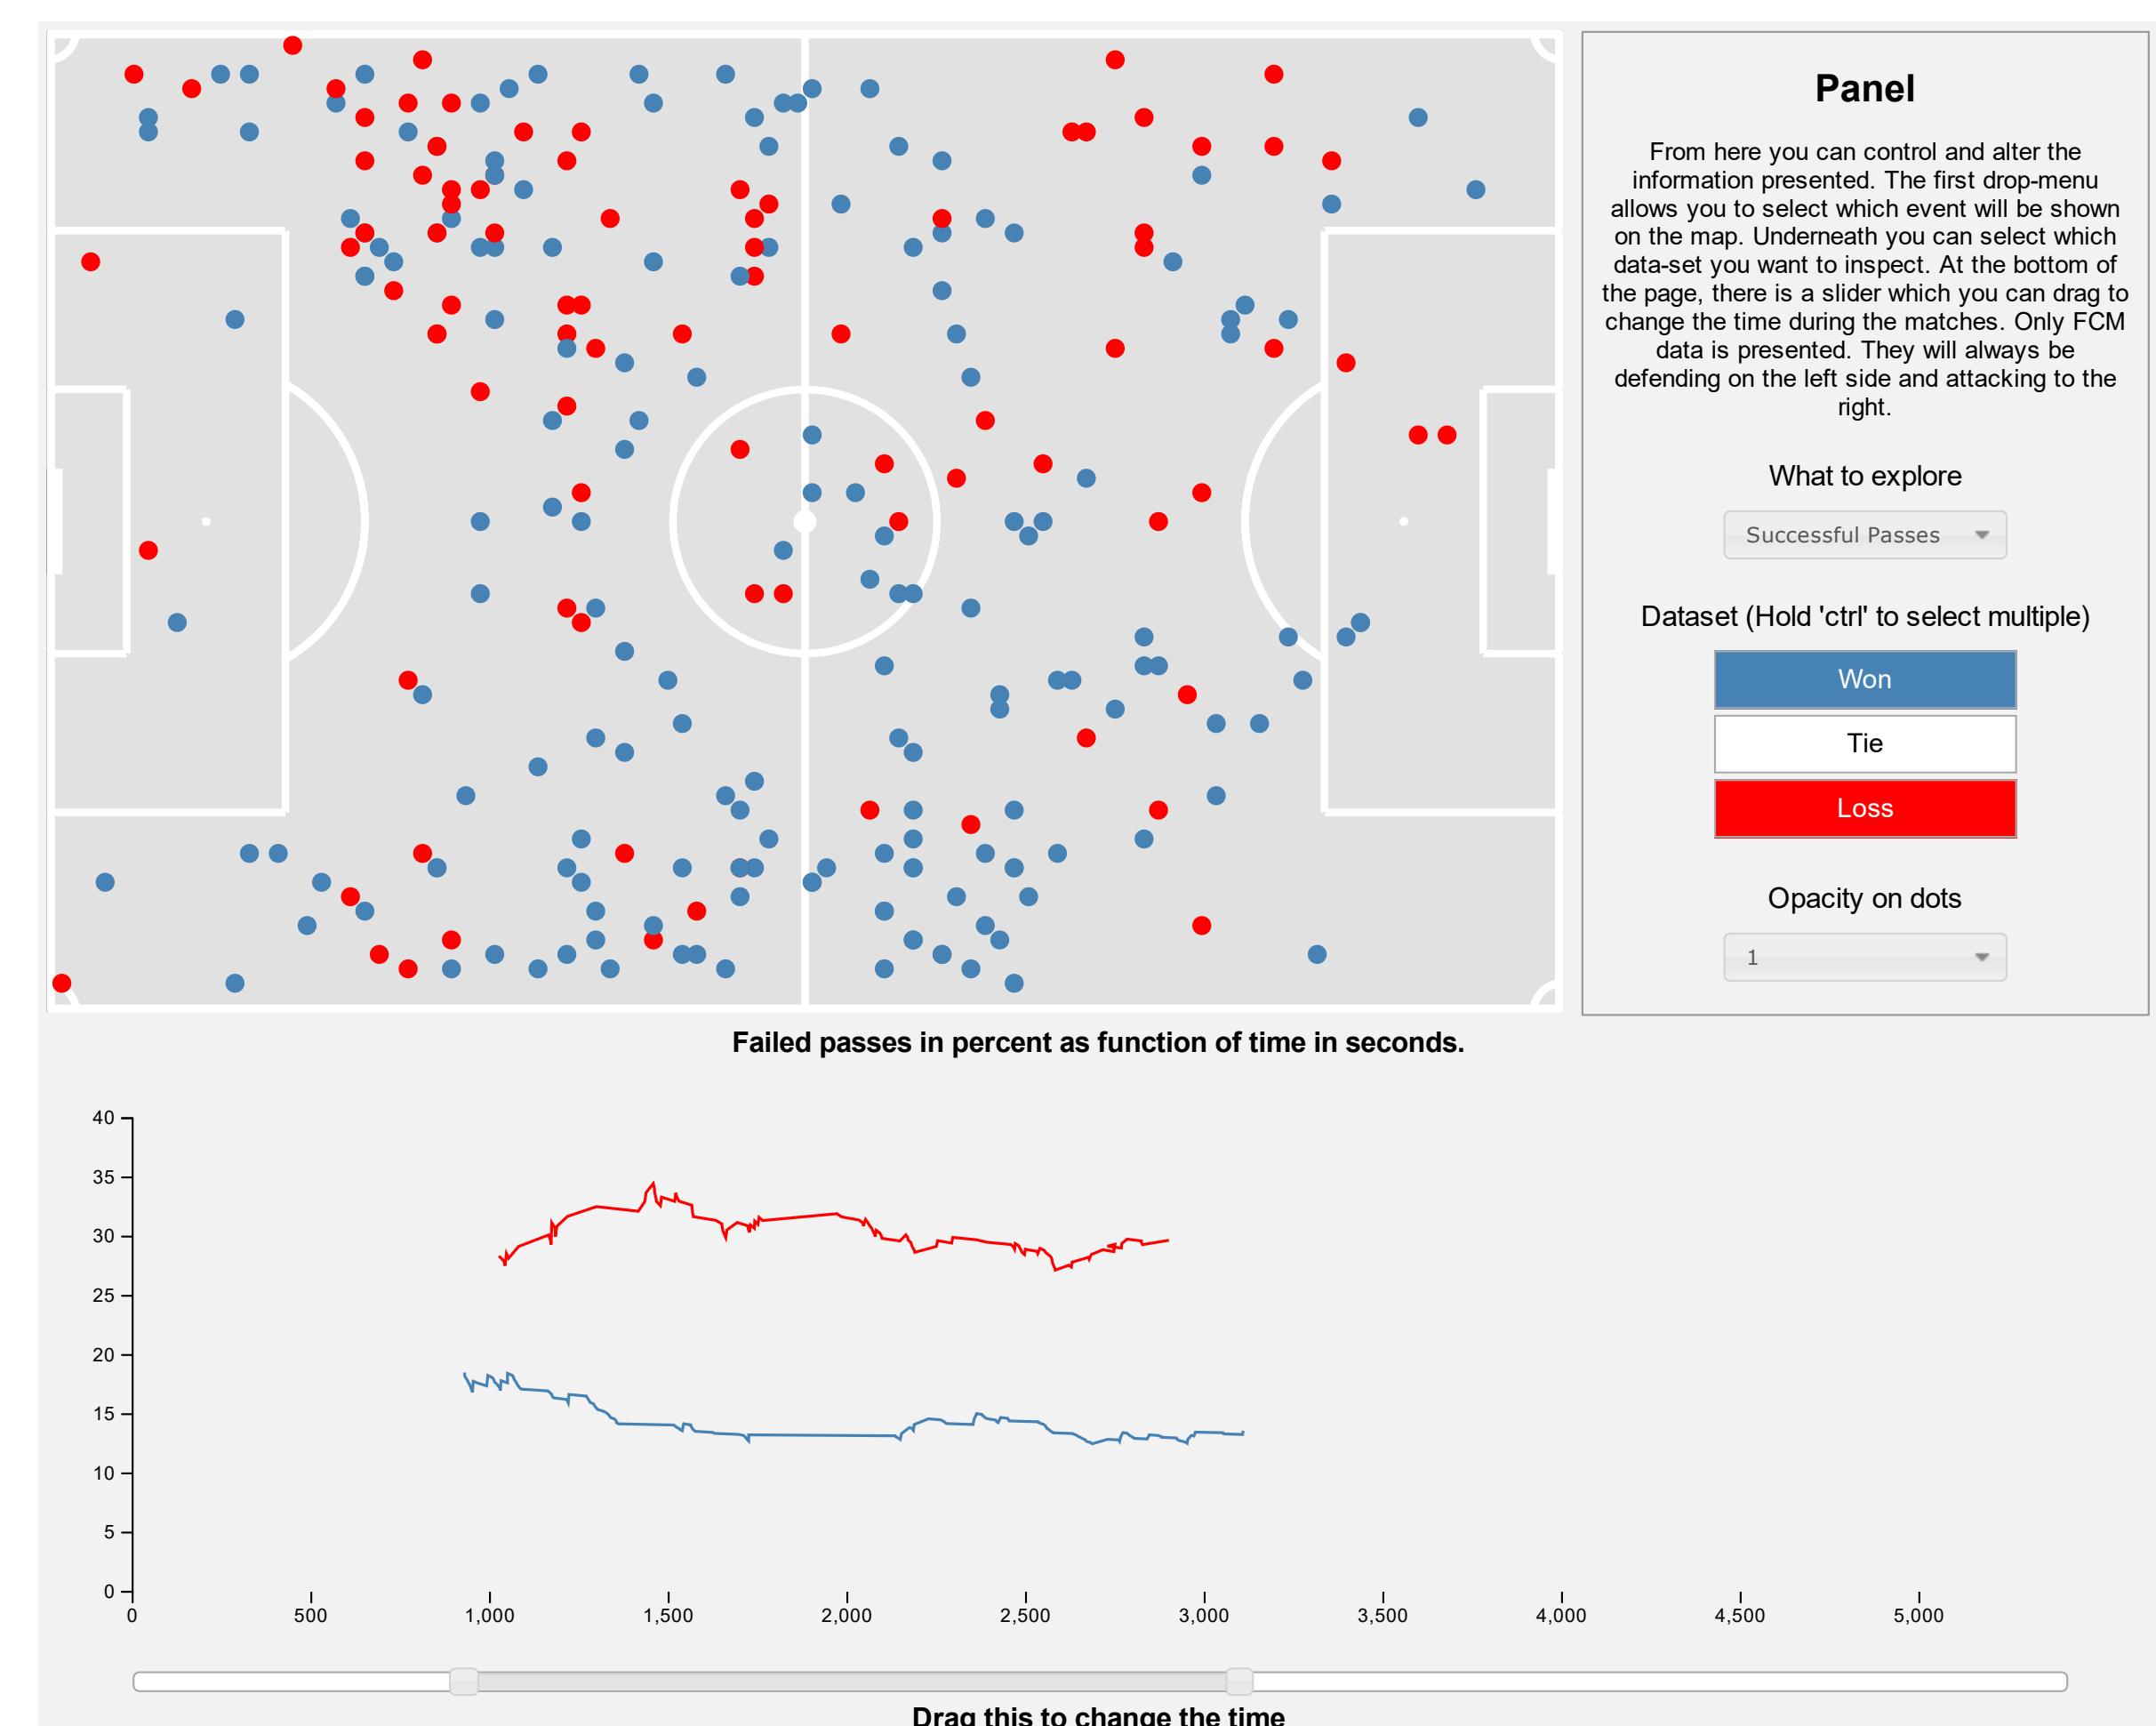 Panel
From here you can control and alter the
information presented. The first drop-menu
allows you to select which event will be shown
on the map. Underneath you can select which
data-set you want to inspect. At the bottom of
the page, there is a slider which you can drag to
change the time during the matches. Only FCM
data is presented. They will always be
defending on the left side and attacking to the
right.
What to explore
Successful Passes
Dataset (Hold 'ctrl' to select multiple)
Won
Tie
Loss
Opacity on dots
1
Failed passes in percent as function of time in seconds.
40
35
30
25
20
15
10
5
0
0 500 1,000 1,500 2,000 2,500 3,000 3,500 4,000 4,500 5,000
Drag this to change the time